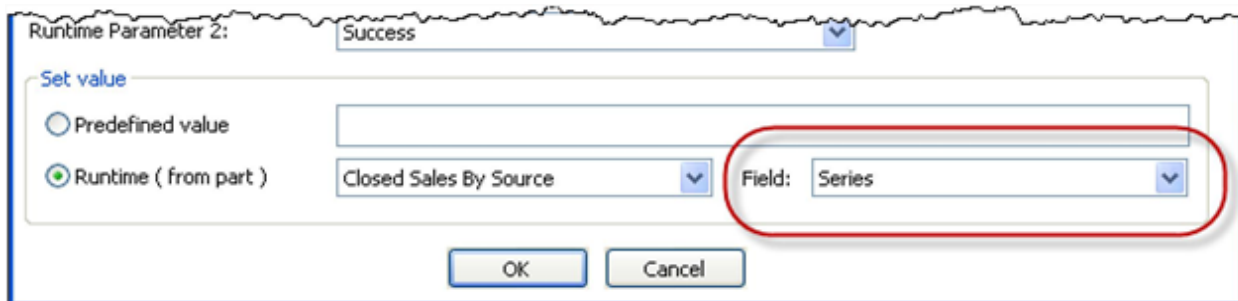 Runtime Parameter 2: Success
Set value
Predefined value
Runtime ( from part ) Closed Sales By Source Field: Series
OK Cancel